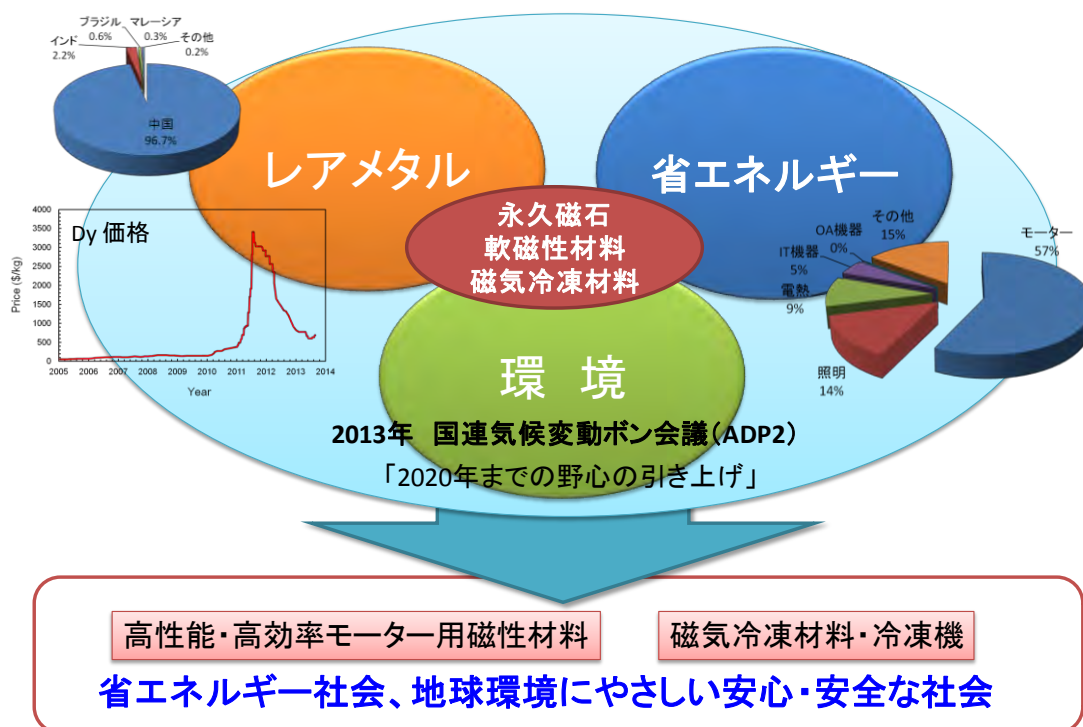 ブラジル
0.6%
マレーシア
0.3%
インド
2.2%
その他
0.2%
中国
96.7%
レアメタル
省エネルギー
永久磁石
軟磁性材料
磁気冷凍材料
Dy 価格
Price ($/kg)
4000
3500
3000
2500
2000
1500
1000
500
0
2005 2006 2007 2008 2009 2010 2011 2012 2013 2014
Year
モーター
57%
その他
15%
OA機器
0%
IT機器
5%
電熱
9%
照明
14%
環 境
2013年 国連気候変動ボン会議(ADP2)
「2020年までの野心の引き上げ」
高性能・高効率モーター用磁性材料
磁気冷凍材料・冷凍機
省エネルギー社会、地球環境にやさしい安心・安全な社会